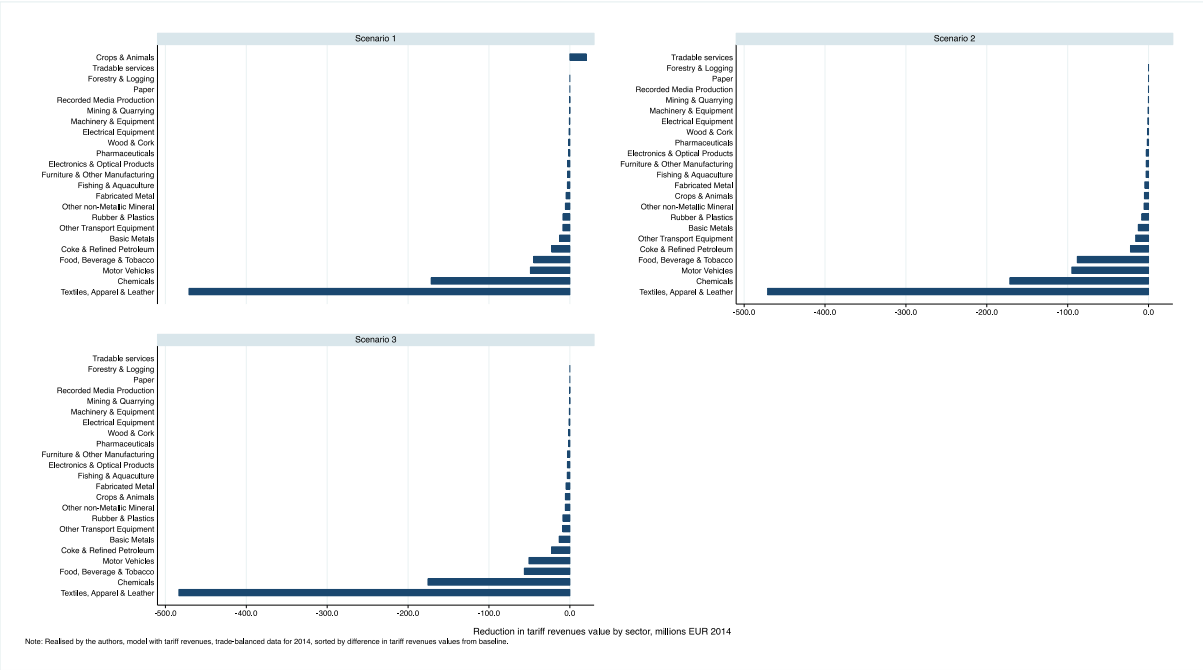 Scenario 1
Crops & Animals
Tradable services
Forestry & Logging
Paper
Recorded Media Production
Mining & Quarrying
Machinery & Equipment
Electrical Equipment
Wood & Cork
Pharmaceuticals
Electronics & Optical Products
Furniture & Other Manufacturing
Fishing & Aquaculture
Fabricated Metal
Other non-Metallic Mineral
Rubber & Plastics
Other Transport Equipment
Basic Metals
Coke & Refined Petroleum
Food, Beverage & Tobacco
Motor Vehicles
Chemicals
Textiles, Apparel & Leather
Scenario 2
Tradable services
Forestry & Logging
Paper
Recorded Media Production
Mining & Quarrying
Machinery & Equipment
Electrical Equipment
Wood & Cork
Pharmaceuticals
Electronics & Optical Products
Furniture & Other Manufacturing
Fishing & Aquaculture
Fabricated Metal
Crops & Animals
Other non-Metallic Mineral
Rubber & Plastics
Basic Metals
Other Transport Equipment
Coke & Refined Petroleum
Food, Beverage & Tobacco
Motor Vehicles
Chemicals
Textiles, Apparel & Leather
-500.0 -400.0 -300.0 -200.0 -100.0 0.0
Scenario 3
Tradable services
Forestry & Logging
Paper
Recorded Media Production
Mining & Quarrying
Machinery & Equipment
Electrical Equipment
Wood & Cork
Pharmaceuticals
Furniture & Other Manufacturing
Electronics & Optical Products
Fishing & Aquaculture
Fabricated Metal
Crops & Animals
Other non-Metallic Mineral
Rubber & Plastics
Other Transport Equipment
Basic Metals
Coke & Refined Petroleum
Motor Vehicles
Food, Beverage & Tobacco
Chemicals
Textiles, Apparel & Leather
-500.0 -400.0 -300.0 -200.0 -100.0 0.0
Reduction in tariff revenues value by sector, millions EUR 2014
Note: Realised by the authors, model with tariff revenues, trade-balanced data for 2014, sorted by difference in tariff revenues values from baseline.